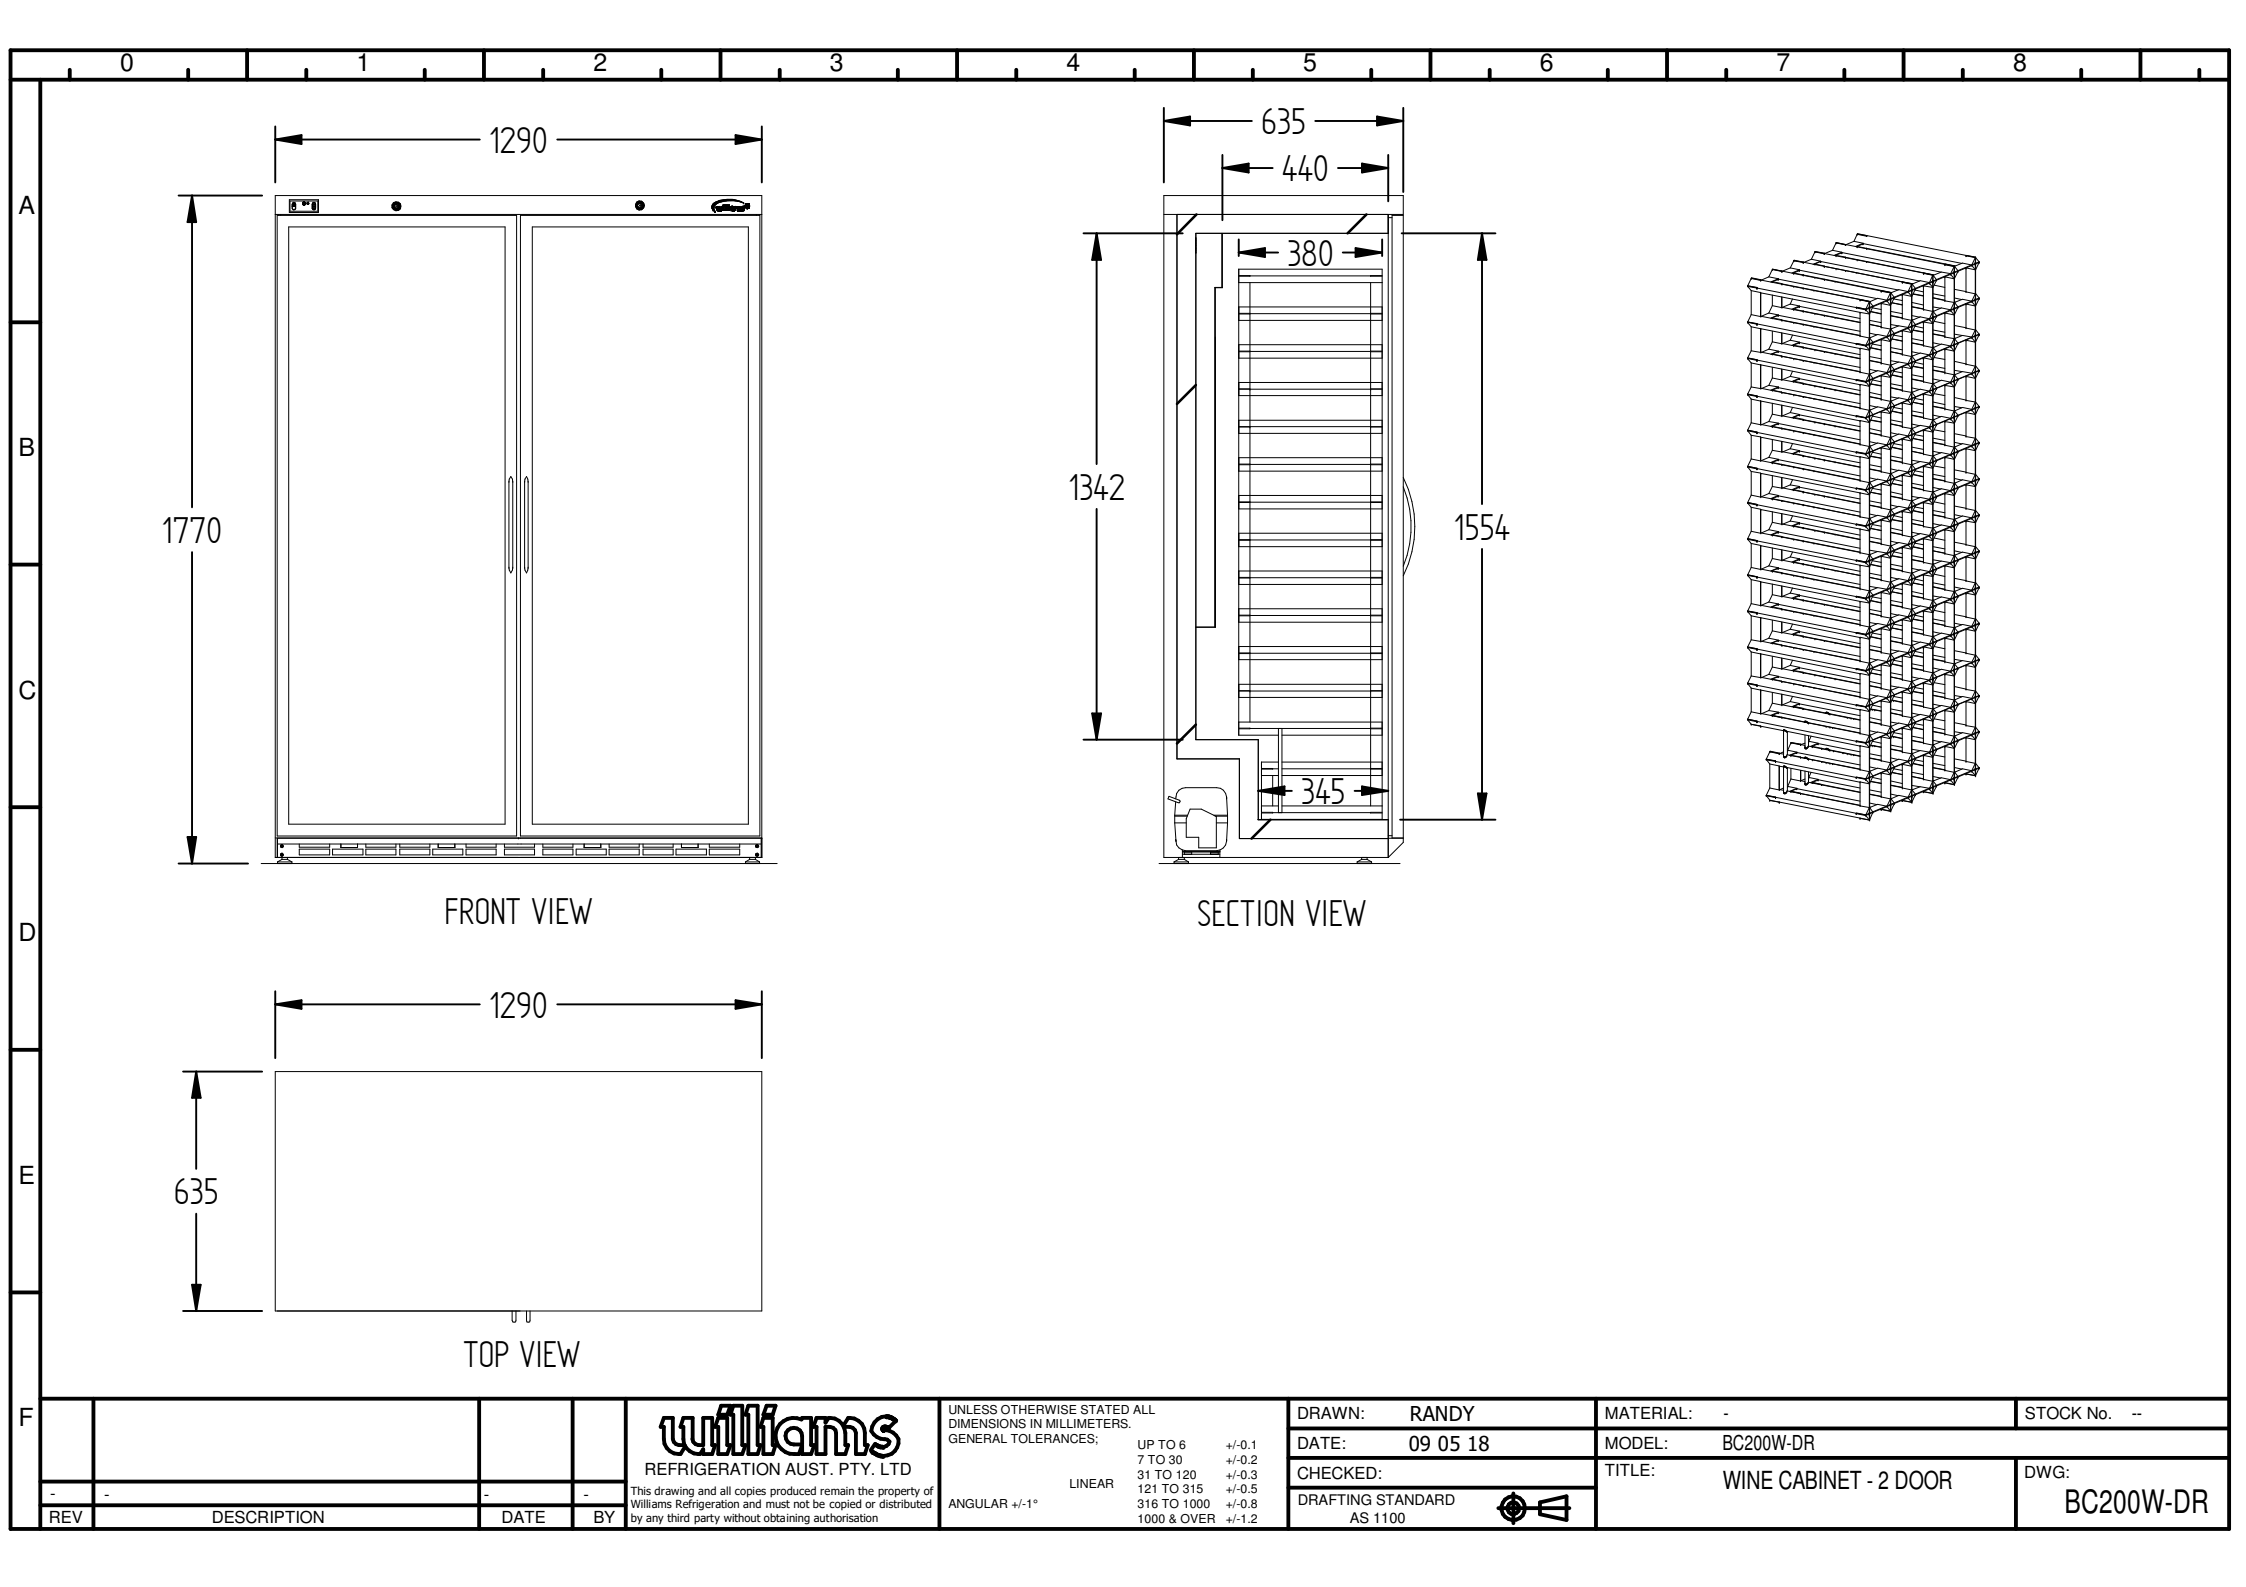 0 1 2 3 4 5 6 7 8
A
B
C
D
E
F
1290
1770
williams
FRONT VIEW
635
440
380
1342
1554
345
SECTION VIEW
1290
635
TOP VIEW
- - - -
REV DESCRIPTION DATE BY
williams
REFRIGERATION AUST. PTY. LTD
This drawing and all copies produced remain the property of
Williams Refrigeration and must not be copied or distributed
by any third party without obtaining authorisation
UNLESS OTHERWISE STATED ALL
DIMENSIONS IN MILLIMETERS.
GENERAL TOLERANCES;
LINEAR
UP TO 6 +/-0.1
7 TO 30 +/-0.2
31 TO 120 +/-0.3
121 TO 315 +/-0.5
316 TO 1000 +/-0.8
1000 & OVER +/-1.2
ANGULAR +/-1°
DRAWN: RANDY
DATE: 09 05 18
CHECKED:
DRAFTING STANDARD
AS 1100
MATERIAL: -
STOCK No. --
MODEL: BC200W-DR
TITLE: WINE CABINET - 2 DOOR
DWG:
BC200W-DR